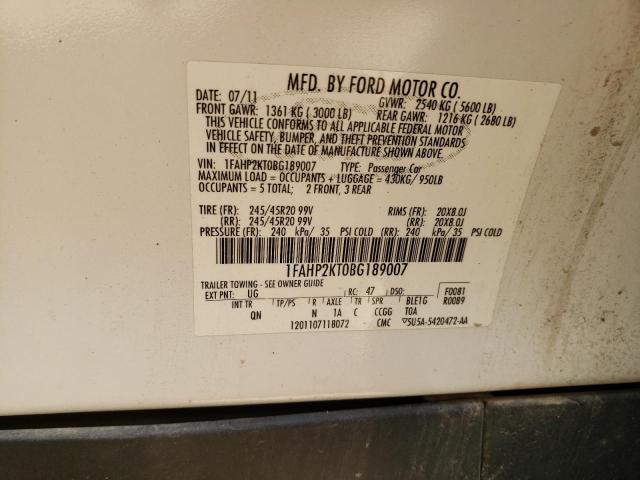 MFD. BY FORD MOTOR CO.
DATE: 07/11 GVWR: 2540 KG ( 5600 LB)
FRONT GAWR: 1361 KG ( 3000 LB) REAR GAWR: 1216 KG ( 2680 LB)
THIS VEHICLE CONFORMS TO ALL APPLICABLE FEDERAL MOTOR
VEHICLE SAFETY, BUMPER, AND THEFT PREVENTION STANDARDS
IN EFFECT ON THE DATE OF MANUFACTURE SHOWN ABOVE.
VIN: 1FAHP2KT0BG189007 TYPE: Passenger Car
MAXIMUM LOAD = OCCUPANTS + LUGGAGE = 430KG/ 950LB
OCCUPANTS = 5 TOTAL; 2 FRONT, 3 REAR
TIRE (FR): 245/45R20 99V RIMS (FR): 20X8.0J
(RR): 245/45R20 99V (RR): 20X8.0J
PRESSURE (FR): 240 kPa/ 35 PSI COLD (RR): 240 kPa/ 35 PSI COLD
1FAHP2KT0BG189007
TRAILER TOWING - SEE OWNER GUIDE
EXT PNT: UG RC: 47 DSO: F0081
INT TR TP/PS R AXLE TR SPR BLE1G R0089
QN N 1A C CCGG TOA
1201107118072 CMC 5U5A-5420472-AA